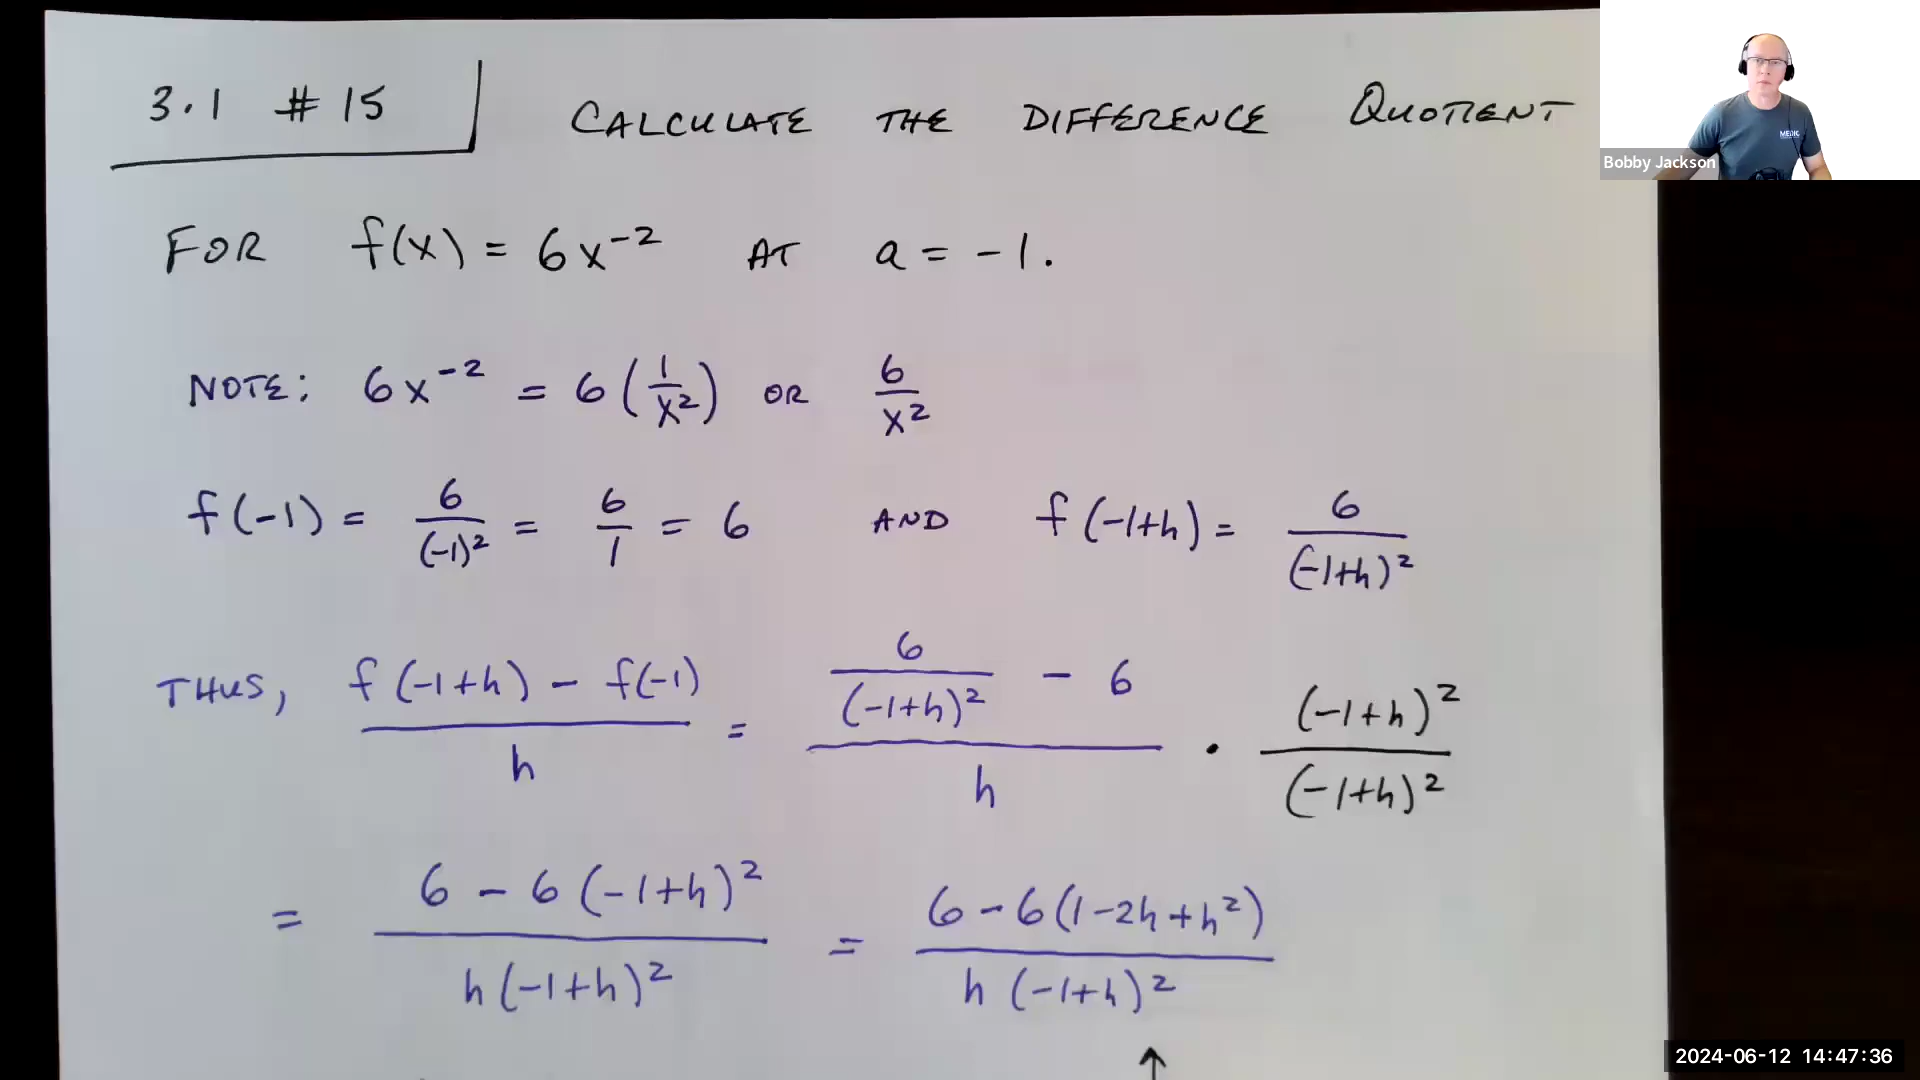 3.1 #15 CALCULATE THE DIFFERENCE QUOTIENT
FOR f(x) = 6x⁻² AT a = -1.
NOTE: 6x⁻² = 6(1/x²) OR 6/x²
f(-1) = 6/(-1)² = 6/1 = 6 AND f(-1+h) = 6/(-1+h)²
THUS, (f(-1+h) - f(-1))/h = (6/(-1+h)² - 6)/h · (-1+h)²/(-1+h)²
= (6 - 6(-1+h)²)/(h(-1+h)²) = (6 - 6(1-2h+h²))/(h(-1+h)²)
↑
MEDIC
Bobby Jackson
2024-06-12 14:47:36